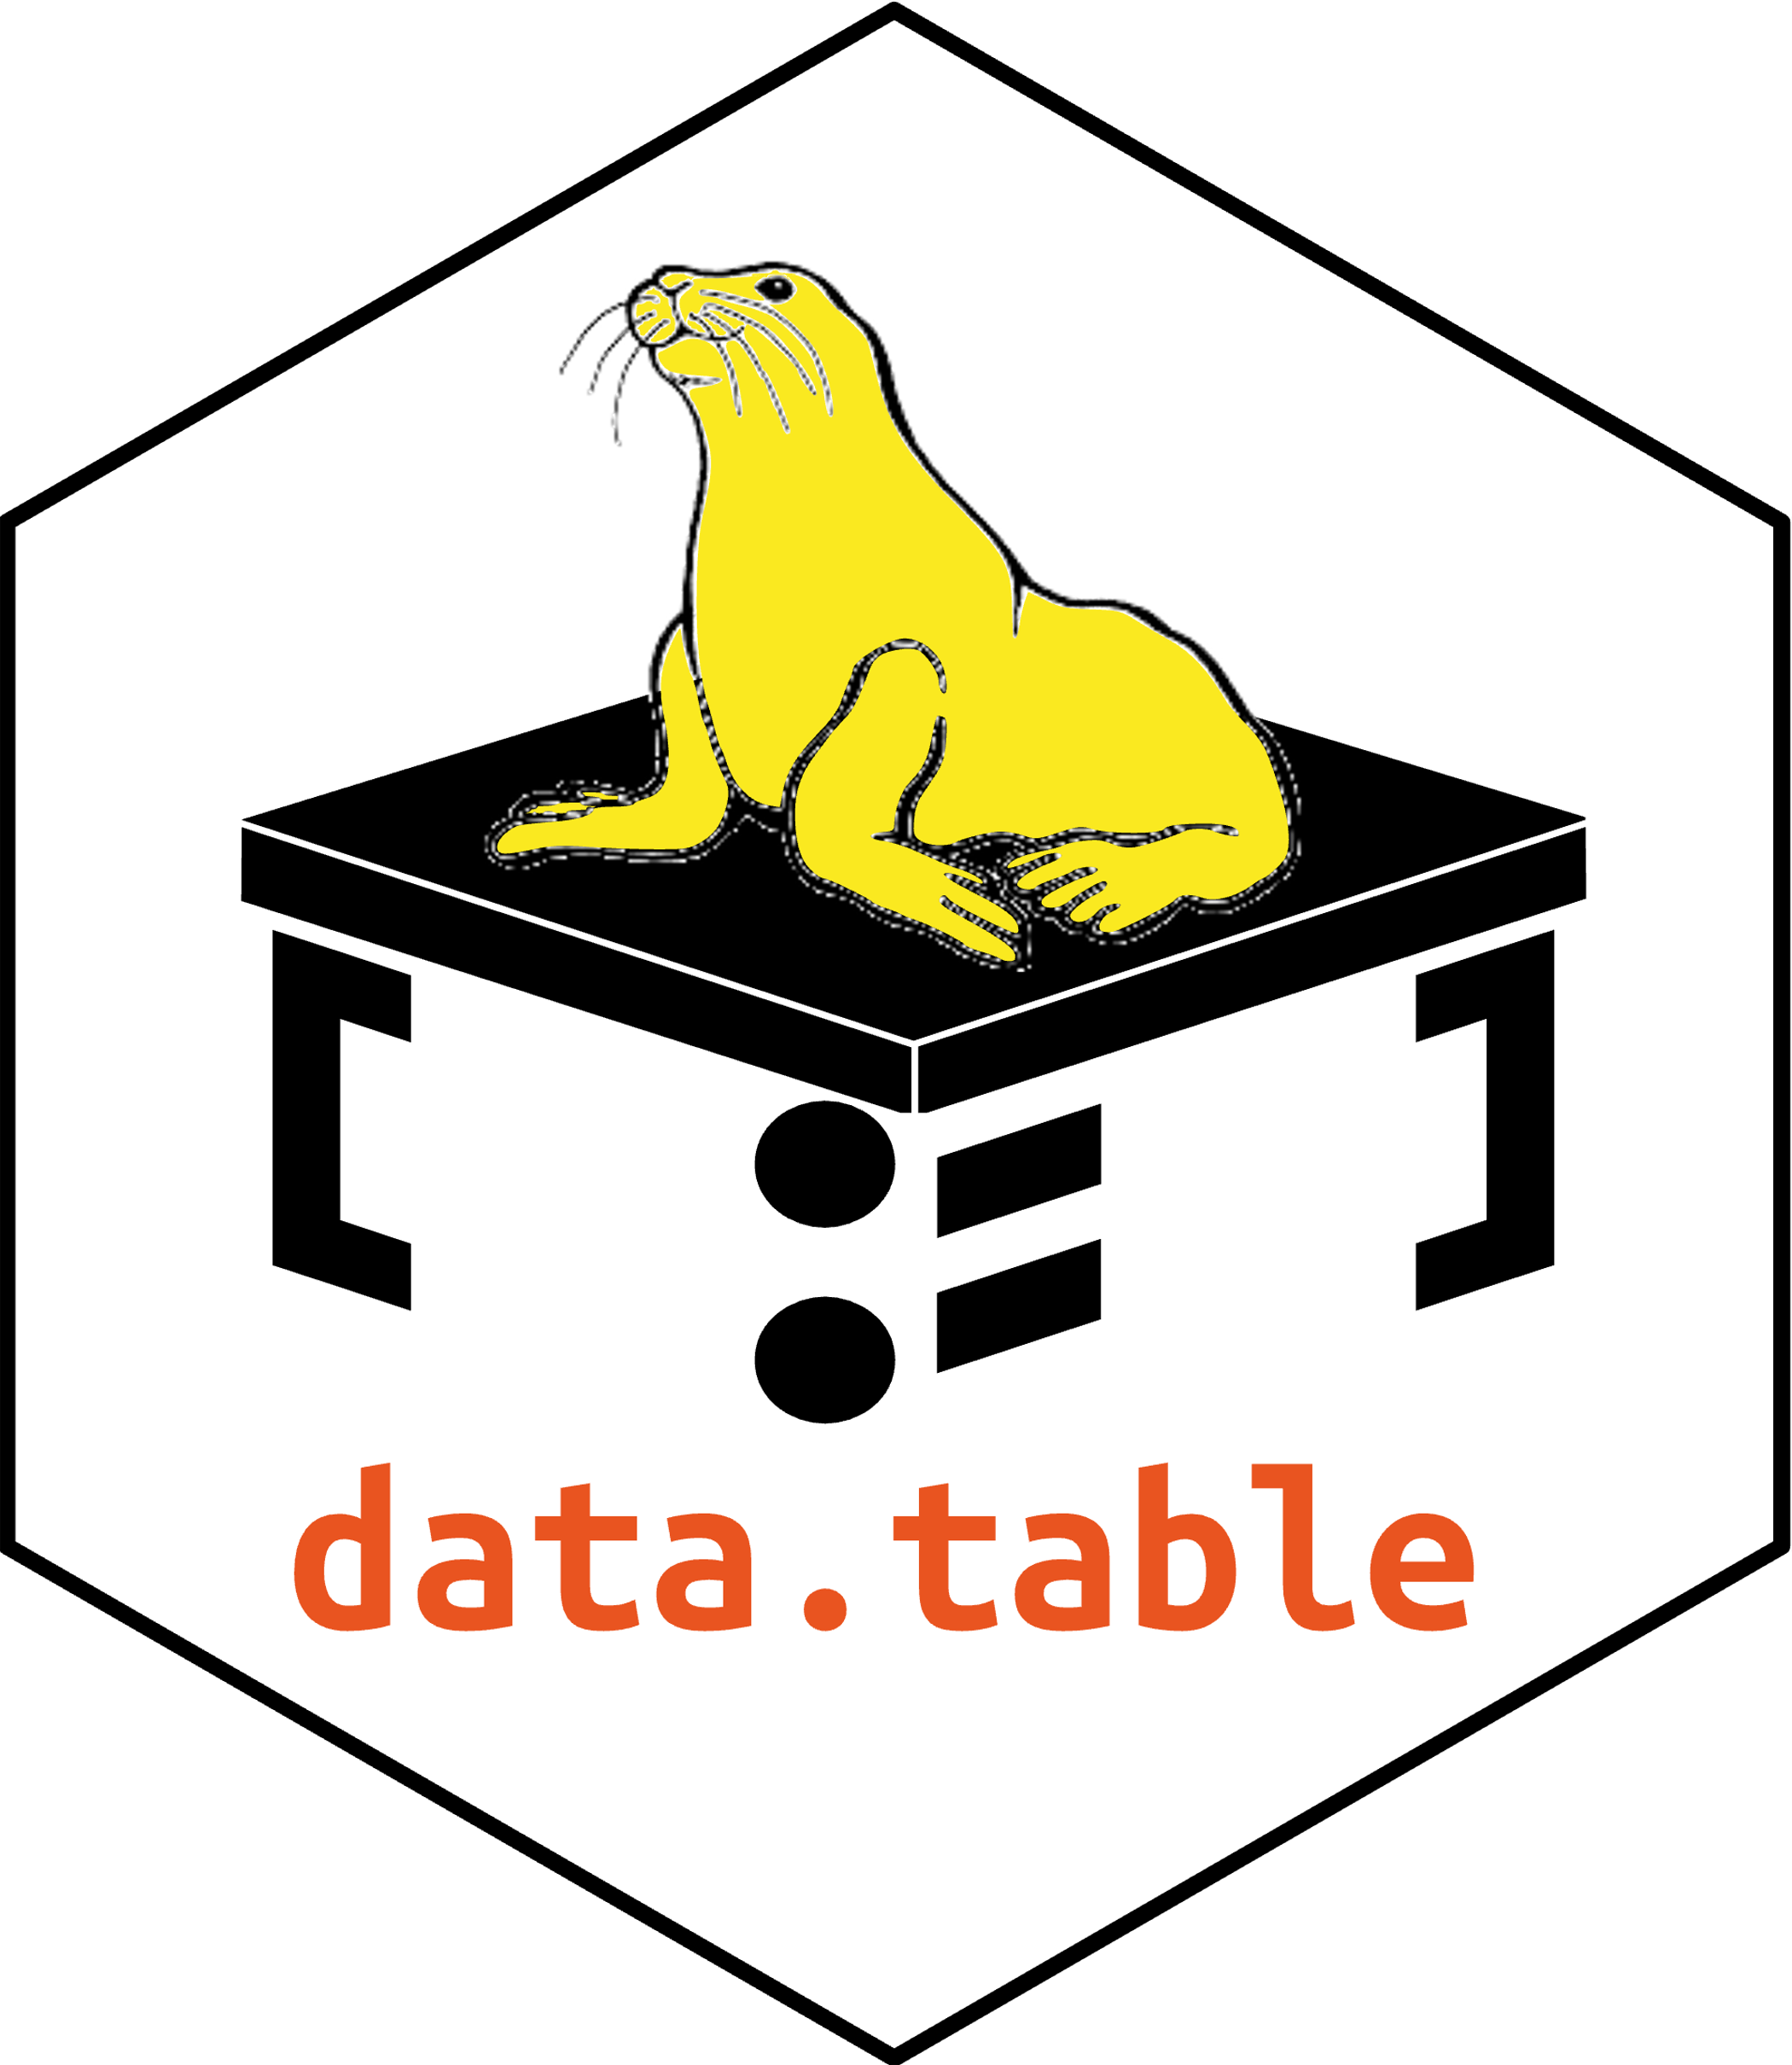 [ := ]
data.table